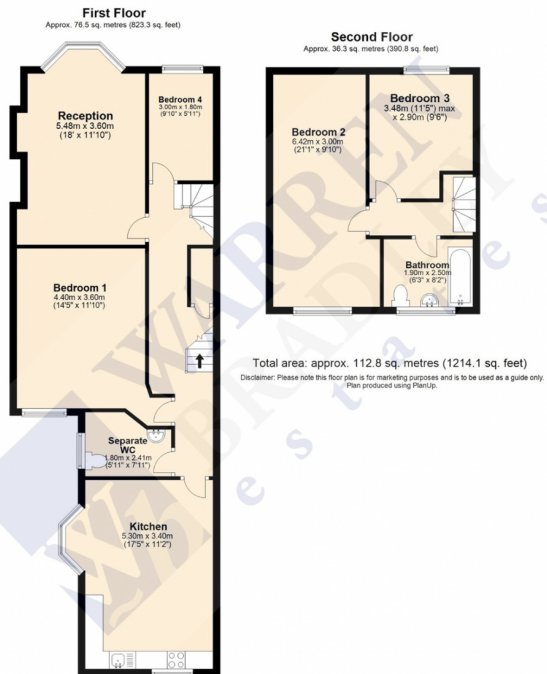 First Floor
Approx. 76.5 sq. metres (823.3 sq. feet)
Reception
5.48m x 3.60m
(18' x 11'10")
Bedroom 4
3.00m x 1.80m
(9'10" x 5'11")
Bedroom 1
4.40m x 3.60m
(14'5" x 11'10")
Separate
WC
1.80m x 2.41m
(5'11" x 7'11")
Kitchen
5.30m x 3.40m
(17'5" x 11'2")
Second Floor
Approx. 36.3 sq. metres (390.8 sq. feet)
Bedroom 2
6.42m x 3.00m
(21'1" x 9'10")
Bedroom 3
3.48m (11'5") max
x 2.90m (9'6")
Bathroom
1.90m x 2.50m
(6'3" x 8'2")
Total area: approx. 112.8 sq. metres (1214.1 sq. feet)
Disclaimer: Please note this floor plan is for marketing purposes and is to be used as a guide only.
Plan produced using PlanUp.
WARREN
BRADLEY
estates